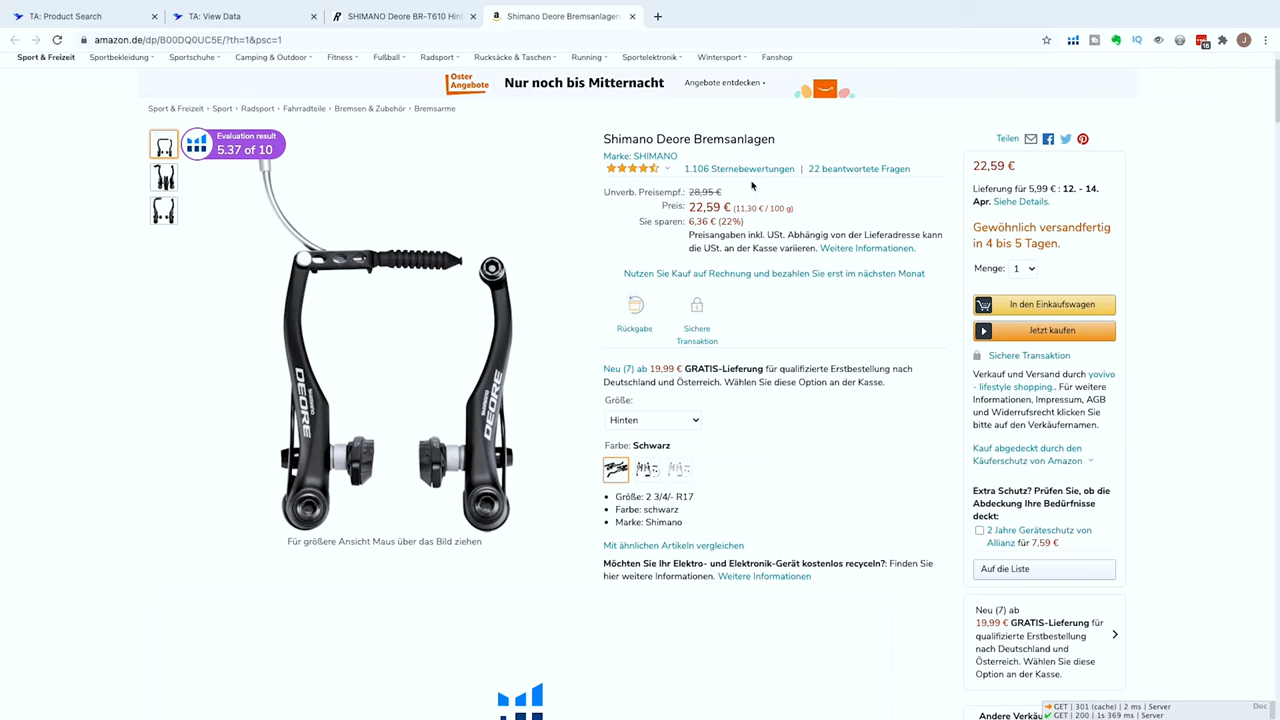 TA: Product Search
TA: View Data
SHIMANO Deore BR-T610 Hint
Shimano Deore Bremsanlagen
amazon.de/dp/B00DQ0UC5E/?th=1&psc=1
16
J
Sport & Freizeit
Sportbekleidung
Sportschuhe
Camping & Outdoor
Fitness
Fußball
Radsport
Rucksäcke & Taschen
Running
Sportelektronik
Wintersport
Fanshop
Oster
Angebote
Nur noch bis Mitternacht
Angebote entdecken
Sport & Freizeit › Sport › Radsport › Fahrradteile › Bremsen & Zubehör › Bremsarme
Evaluation result
5.37 of 10
DEORE
SHIMANO
DEORE
SHIMANO
Für größere Ansicht Maus über das Bild ziehen
Shimano Deore Bremsanlagen
Marke: SHIMANO
1.106 Sternebewertungen | 22 beantwortete Fragen
Unverb. Preisempf.: 28,95 €
Preis: 22,59 € (11,30 € / 100 g)
Sie sparen: 6,36 € (22%)
Preisangaben inkl. USt. Abhängig von der Lieferadresse kann
die USt. an der Kasse variieren. Weitere Informationen.
Nutzen Sie Kauf auf Rechnung und bezahlen Sie erst im nächsten Monat
Rückgabe
Sichere
Transaktion
Neu (7) ab 19,99 € GRATIS-Lieferung für qualifizierte Erstbestellung nach
Deutschland und Österreich. Wählen Sie diese Option an der Kasse.
Größe:
Hinten
Farbe: Schwarz
• Größe: 2 3/4/- R17
• Farbe: schwarz
• Marke: Shimano
Mit ähnlichen Artikeln vergleichen
Möchten Sie Ihr Elektro- und Elektronik-Gerät kostenlos recyceln?: Finden Sie
hier weitere Informationen. Weitere Informationen
Teilen
22,59 €
Lieferung für 5,99 € : 12. - 14.
Apr. Siehe Details.
Gewöhnlich versandfertig
in 4 bis 5 Tagen.
Menge: 1
In den Einkaufswagen
Jetzt kaufen
Sichere Transaktion
Verkauf und Versand durch yovivo
- lifestyle shopping.. Für weitere
Informationen, Impressum, AGB
und Widerrufsrecht klicken Sie
bitte auf den Verkäufernamen.
Kauf abgedeckt durch den
Käuferschutz von Amazon
Extra Schutz? Prüfen Sie, ob die
Abdeckung Ihre Bedürfnisse
deckt:
2 Jahre Geräteschutz von
Allianz für 7,59 €
Auf die Liste
Neu (7) ab
19,99 € GRATIS-Lieferung für
qualifizierte Erstbestellung
nach Deutschland und
Österreich. Wählen Sie diese
Option an der Kasse.
Andere Verkäu
GET | 301 (cache) | 2 ms | Server
Doc
GET | 200 | 1s 369 ms | Server